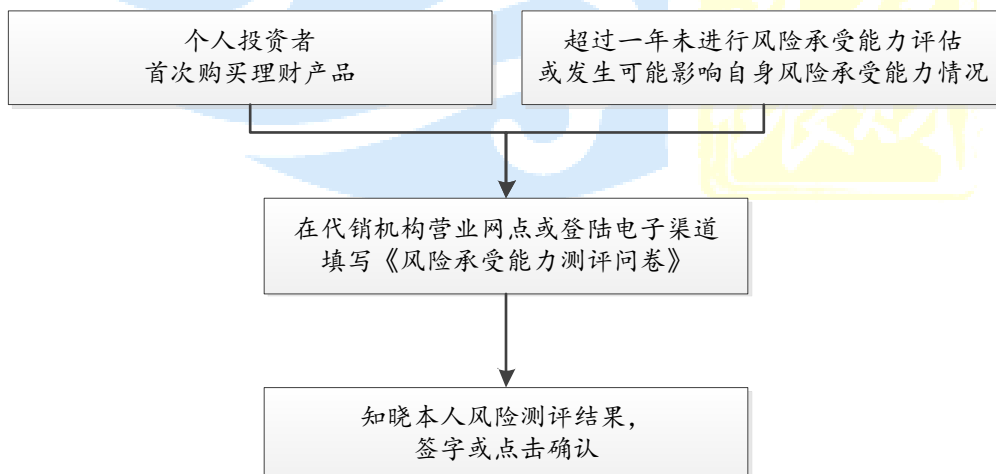 个人投资者
首次购买理财产品
超过一年未进行风险承受能力评估
或发生可能影响自身风险承受能力情况
在代销机构营业网点或登陆电子渠道
填写《风险承受能力测评问卷》
知晓本人风险测评结果，
签字或点击确认